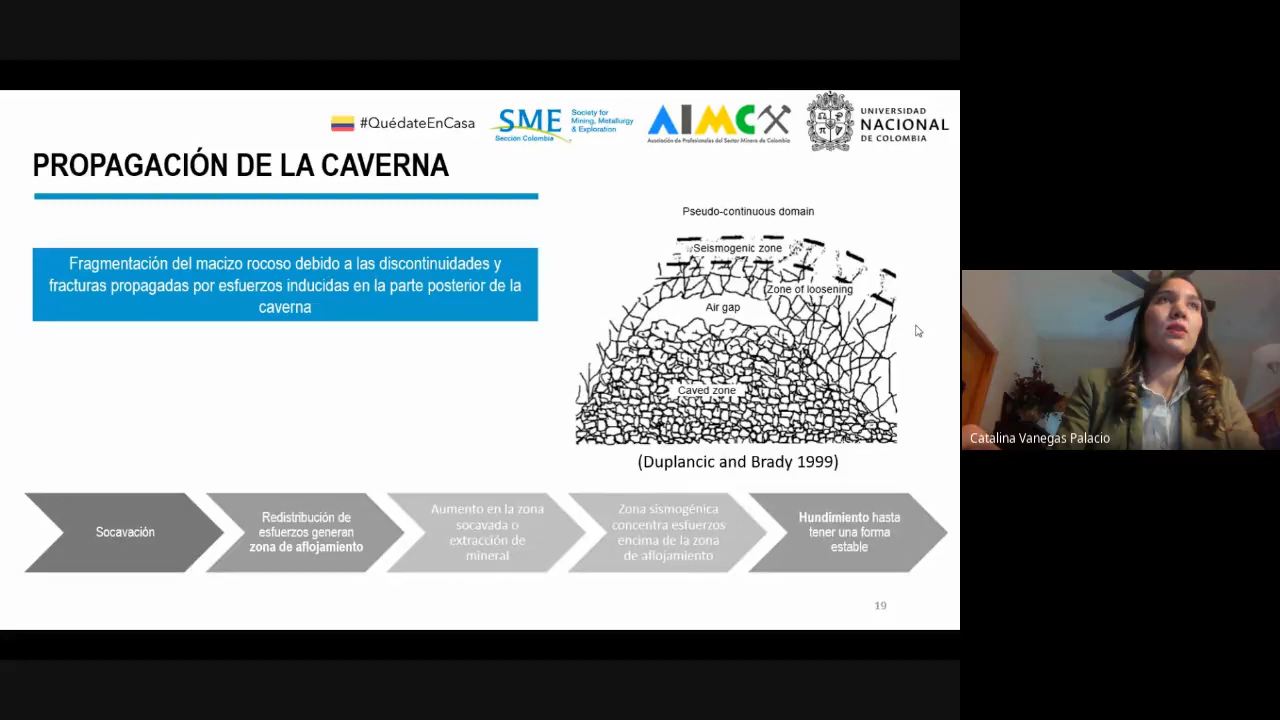 #QuédateEnCasa
SME
Sección Colombia
Society for
Mining, Metallurgy
& Exploration
AIMC
Asociación de Profesionales del Sector Minero de Colombia
UNIVERSIDAD
NACIONAL
DE COLOMBIA
PROPAGACIÓN DE LA CAVERNA
Fragmentación del macizo rocoso debido a las discontinuidades y
fracturas propagadas por esfuerzos inducidas en la parte posterior de la
caverna
Pseudo-continuous domain
Seismogenic zone
Zone of loosening
Air gap
Caved zone
(Duplancic and Brady 1999)
Socavación
Redistribución de
esfuerzos generan
zona de aflojamiento
Aumento en la zona
socavada o
extracción de
mineral
Zona sismogénica
concentra esfuerzos
encima de la zona
de aflojamiento
Hundimiento hasta
tener una forma
estable
19
Catalina Vanegas Palacio